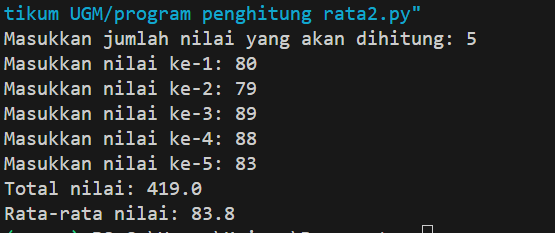 tikum UGM/program penghitung rata2.py"
Masukkan jumlah nilai yang akan dihitung: 5
Masukkan nilai ke-1: 80
Masukkan nilai ke-2: 79
Masukkan nilai ke-3: 89
Masukkan nilai ke-4: 88
Masukkan nilai ke-5: 83
Total nilai: 419.0
Rata-rata nilai: 83.8